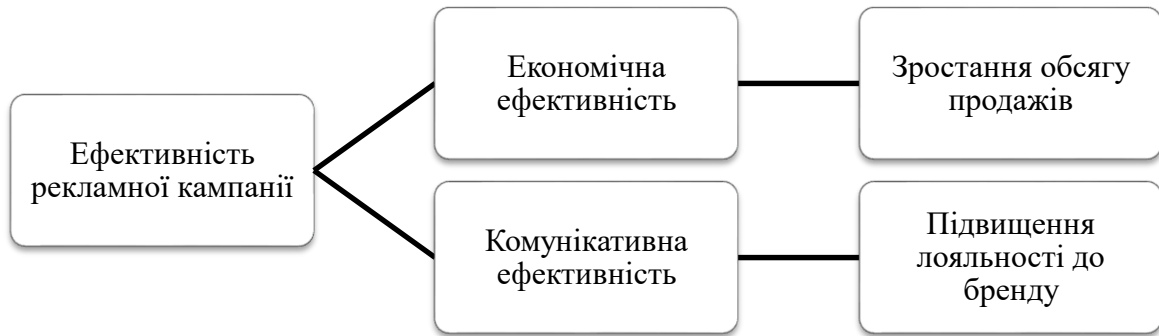 Ефективність
рекламної кампанії
Економічна
ефективність
Зростання обсягу
продажів
Комунікативна
ефективність
Підвищення
лояльності до
бренду